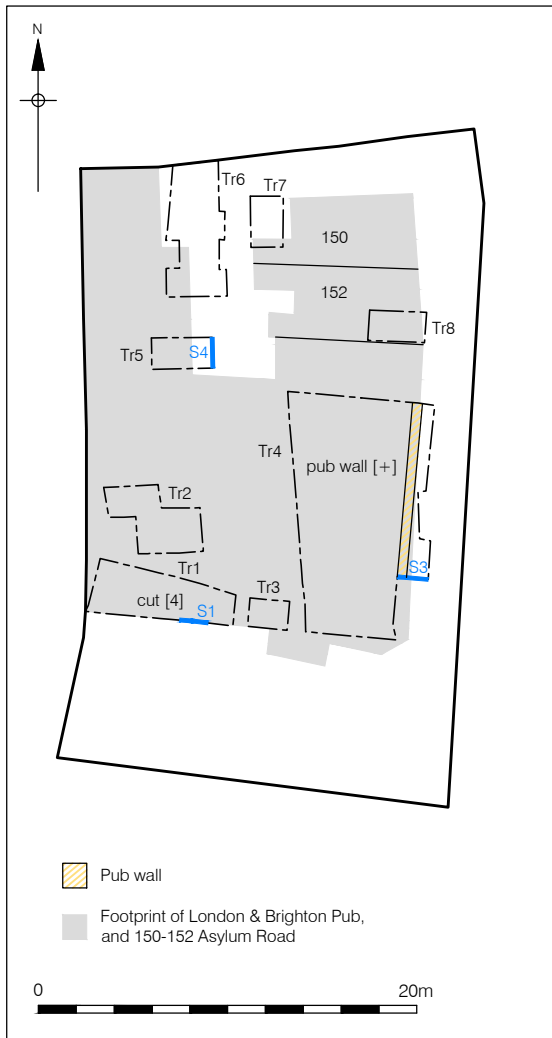 N
Tr6
Tr7
150
152
Tr8
Tr5
S4
Tr4
pub wall [+]
Tr2
S3
Tr1
Tr3
cut [4]
S1
Pub wall
Footprint of London & Brighton Pub,
and 150-152 Asylum Road
0
20m